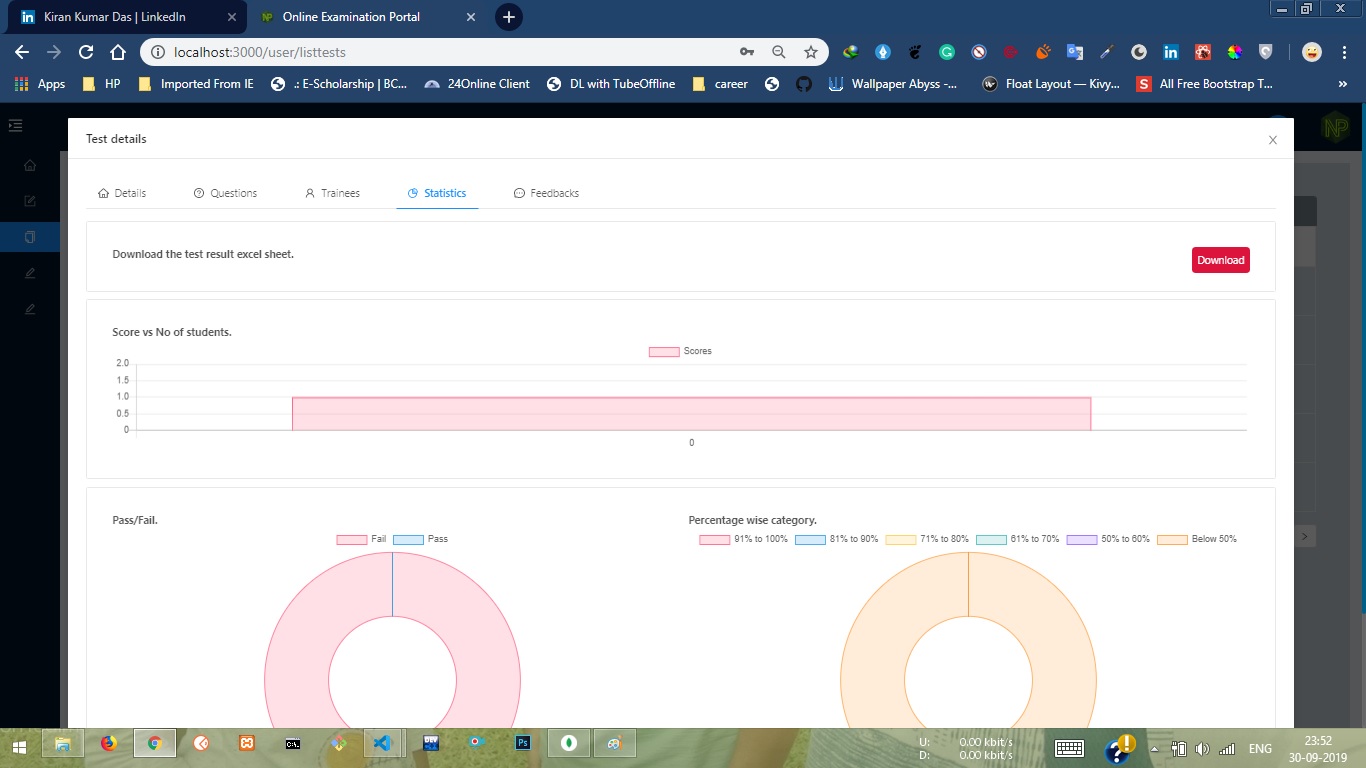 Kiran Kumar Das | LinkedIn
Online Examination Portal
localhost:3000/user/listtests
Apps
HP
Imported From IE
.: E-Scholarship | BC...
24Online Client
DL with TubeOffline
career
Wallpaper Abyss -...
Float Layout — Kivy...
All Free Bootstrap T...
NP
Test details
Details
Questions
Trainees
Statistics
Feedbacks
Download the test result excel sheet.
Download
Score vs No of students.
Scores
2.0
1.5
1.0
0.5
0
0
Pass/Fail.
Fail
Pass
Percentage wise category.
91% to 100%
81% to 90%
71% to 80%
61% to 70%
50% to 60%
Below 50%
U: 0.00 kbit/s
D: 0.00 kbit/s
ENG
23:52
30-09-2019